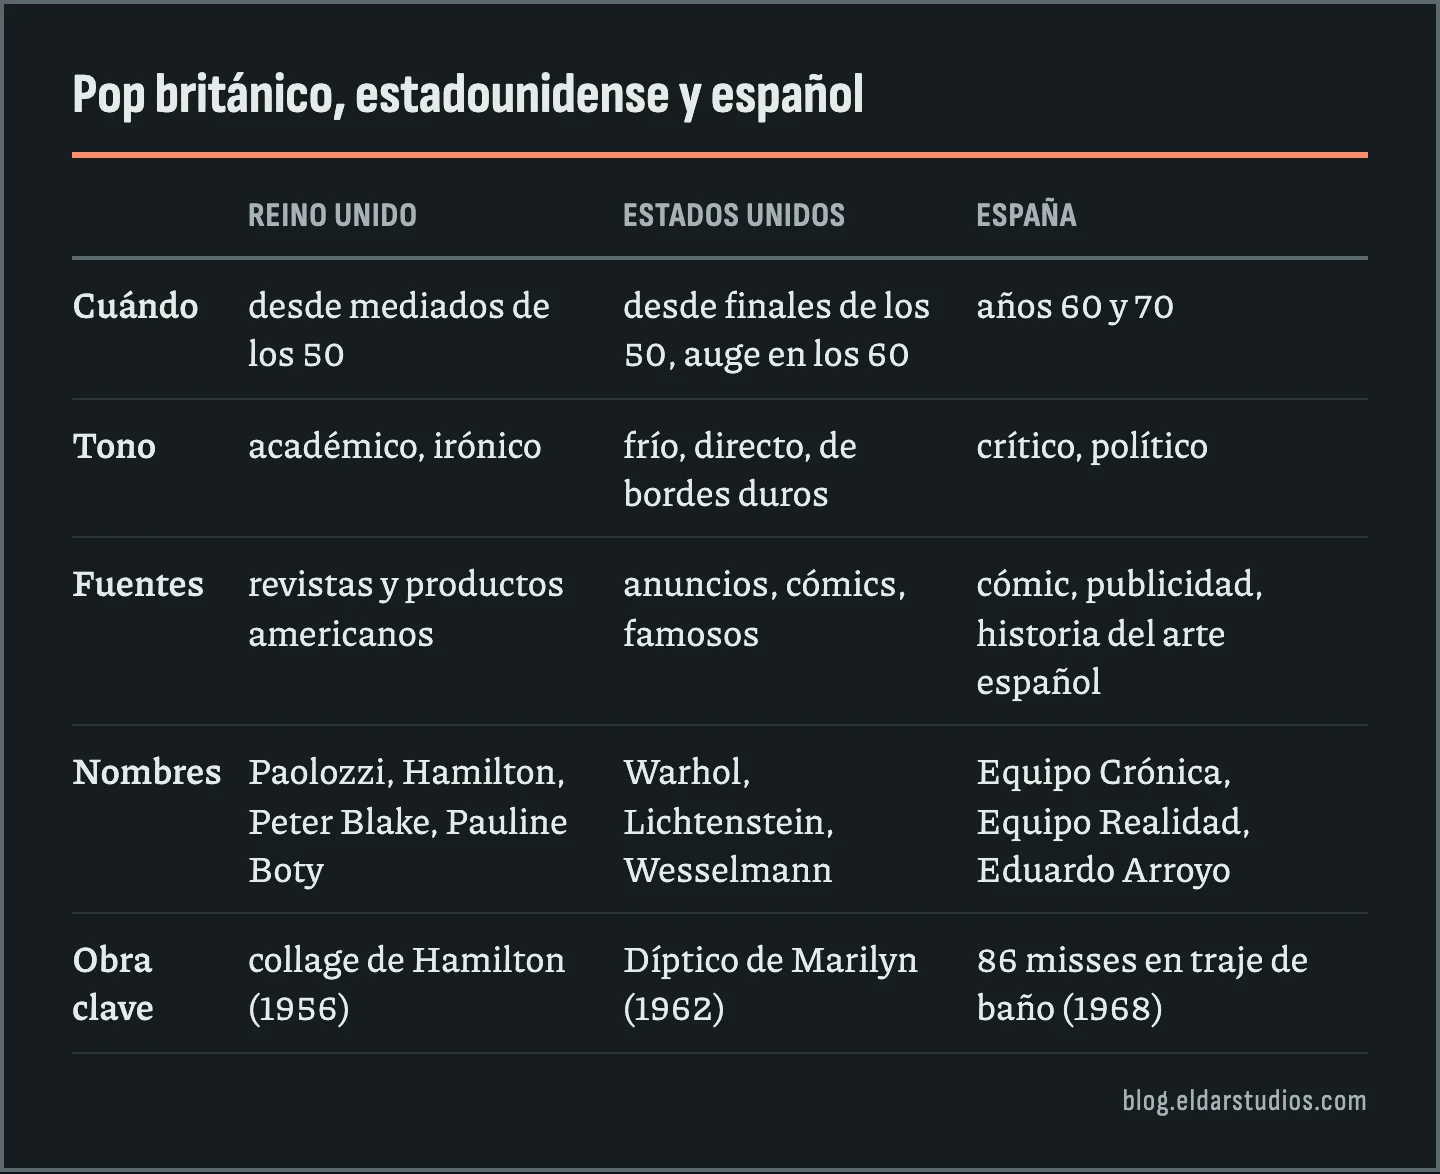 Pop británico, estadounidense y español
REINO UNIDO ESTADOS UNIDOS ESPAÑA
Cuándo desde mediados de desde finales de los años 60 y 70
los 50 50, auge en los 60
Tono académico, irónico frío, directo, de crítico, político
bordes duros
Fuentes revistas y productos anuncios, cómics, cómic, publicidad,
americanos famosos historia del arte
español
Nombres Paolozzi, Hamilton, Warhol, Equipo Crónica,
Peter Blake, Pauline Lichtenstein, Equipo Realidad,
Boty Wesselmann Eduardo Arroyo
Obra collage de Hamilton Díptico de Marilyn 86 misses en traje de
clave (1956) (1962) baño (1968)
blog.eldarstudios.com